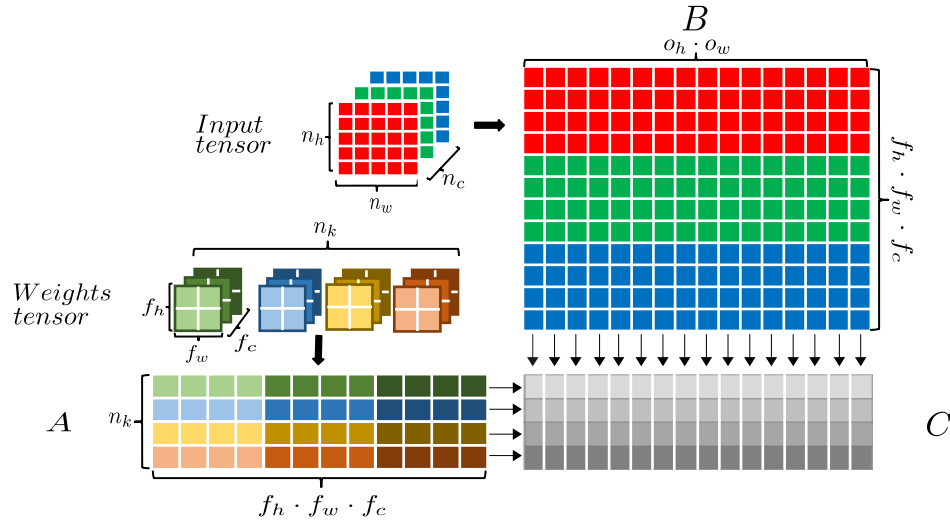 B
o_h · o_w
Input
tensor
n_h
n_w
n_c
f_h · f_w · f_c
n_k
Weights
tensor
f_h
f_w
f_c
A
n_k
f_h · f_w · f_c
C